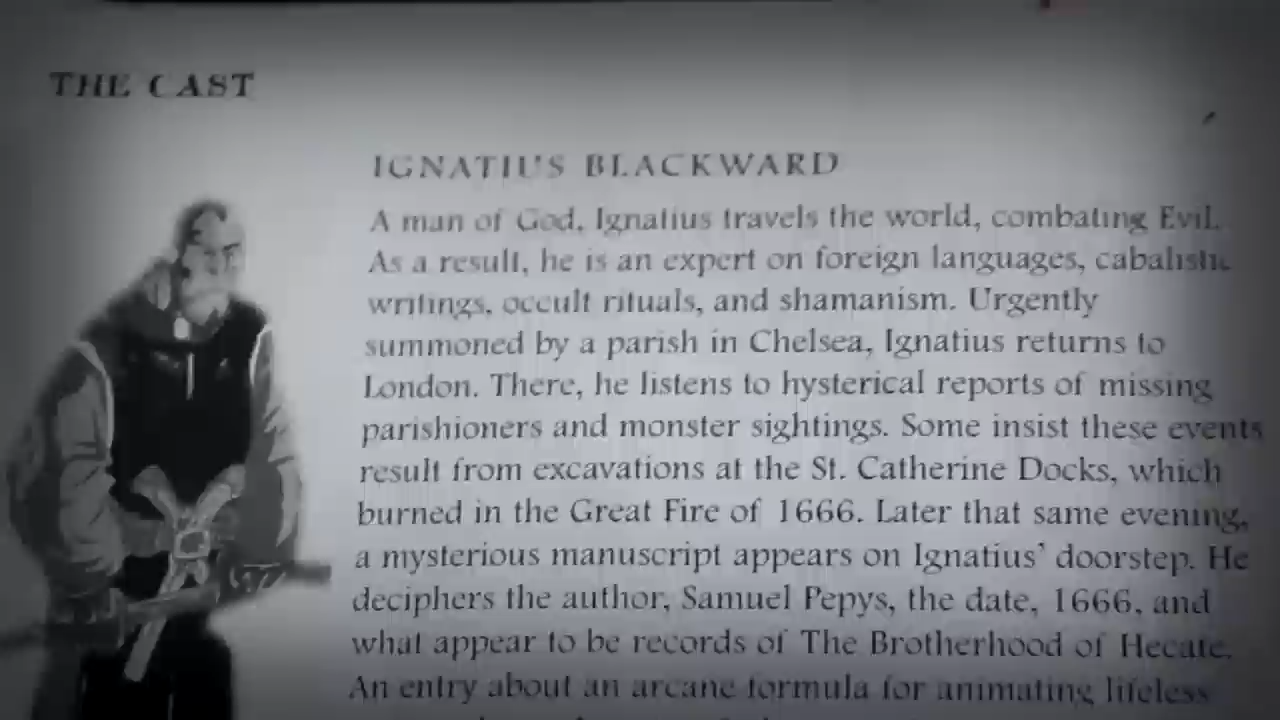 THE CAST
IGNATIUS BLACKWARD
A man of God, Ignatius travels the world, combating Evil.
As a result, he is an expert on foreign languages, cabalistic
writings, occult rituals, and shamanism. Urgently
summoned by a parish in Chelsea, Ignatius returns to
London. There, he listens to hysterical reports of missing
parishioners and monster sightings. Some insist these events
result from excavations at the St. Catherine Docks, which
burned in the Great Fire of 1666. Later that same evening,
a mysterious manuscript appears on Ignatius' doorstep. He
deciphers the author, Samuel Pepys, the date, 1666, and
what appear to be records of The Brotherhood of Hecate.
An entry about an arcane formula for animating lifeless